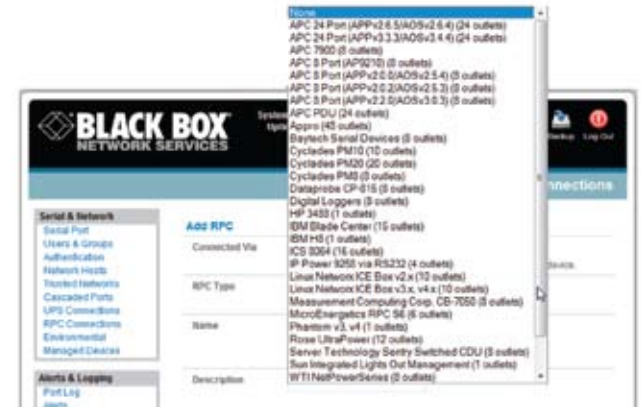 None
APC 24 Port (APPv2.6.5/AOSv2.6.4) (24 outlets)
APC 24 Port (APPv3.3.3/AOSv3.4.4) (24 outlets)
APC 7900 (8 outlets)
APC 8 Port (AP9210) (8 outlets)
APC 8 Port (APPv2.0.0/AOSv2.5.4) (8 outlets)
APC 8 Port (APPv2.0.2/AOSv2.5.3) (8 outlets)
APC 8 Port (APPv2.2.0/AOSv3.0.3) (8 outlets)
APC PDU (24 outlets)
Appro (48 outlets)
Baytech Serial Devices (8 outlets)
Cyclades PM10 (10 outlets)
Cyclades PM20 (20 outlets)
Cyclades PM8 (8 outlets)
Dataprobe CP-815 (8 outlets)
Digital Loggers (8 outlets)
HP 3488 (1 outlets)
IBM Blade Center (15 outlets)
IBM H8 (1 outlets)
ICS 8064 (16 outlets)
IP Power 9258 via RS232 (4 outlets)
Linux Network ICE Box v2.x (10 outlets)
Linux Network ICE Box v3.x, v4.x (10 outlets)
Measurement Computing Corp. CB-7050 (8 outlets)
MicroEnergetics RPC S6 (6 outlets)
Phantom v3, v4 (1 outlets)
Rose UltraPower (12 outlets)
Server Technology Sentry Switched CDU (8 outlets)
Sun Integrated Lights Out Management (1 outlets)
WTI NetPowerSeries (8 outlets)
BLACK BOX
NETWORK SERVICES
System
Backup
Log Out
nnections
Serial & Network
Serial Port
Users & Groups
Authentication
Network Hosts
Trusted Networks
Cascaded Ports
UPS Connections
RPC Connections
Environmental
Managed Devices
Alerts & Logging
Port Log
Alerts
Add RPC
Connected Via
device.
RPC Type
Name
Description